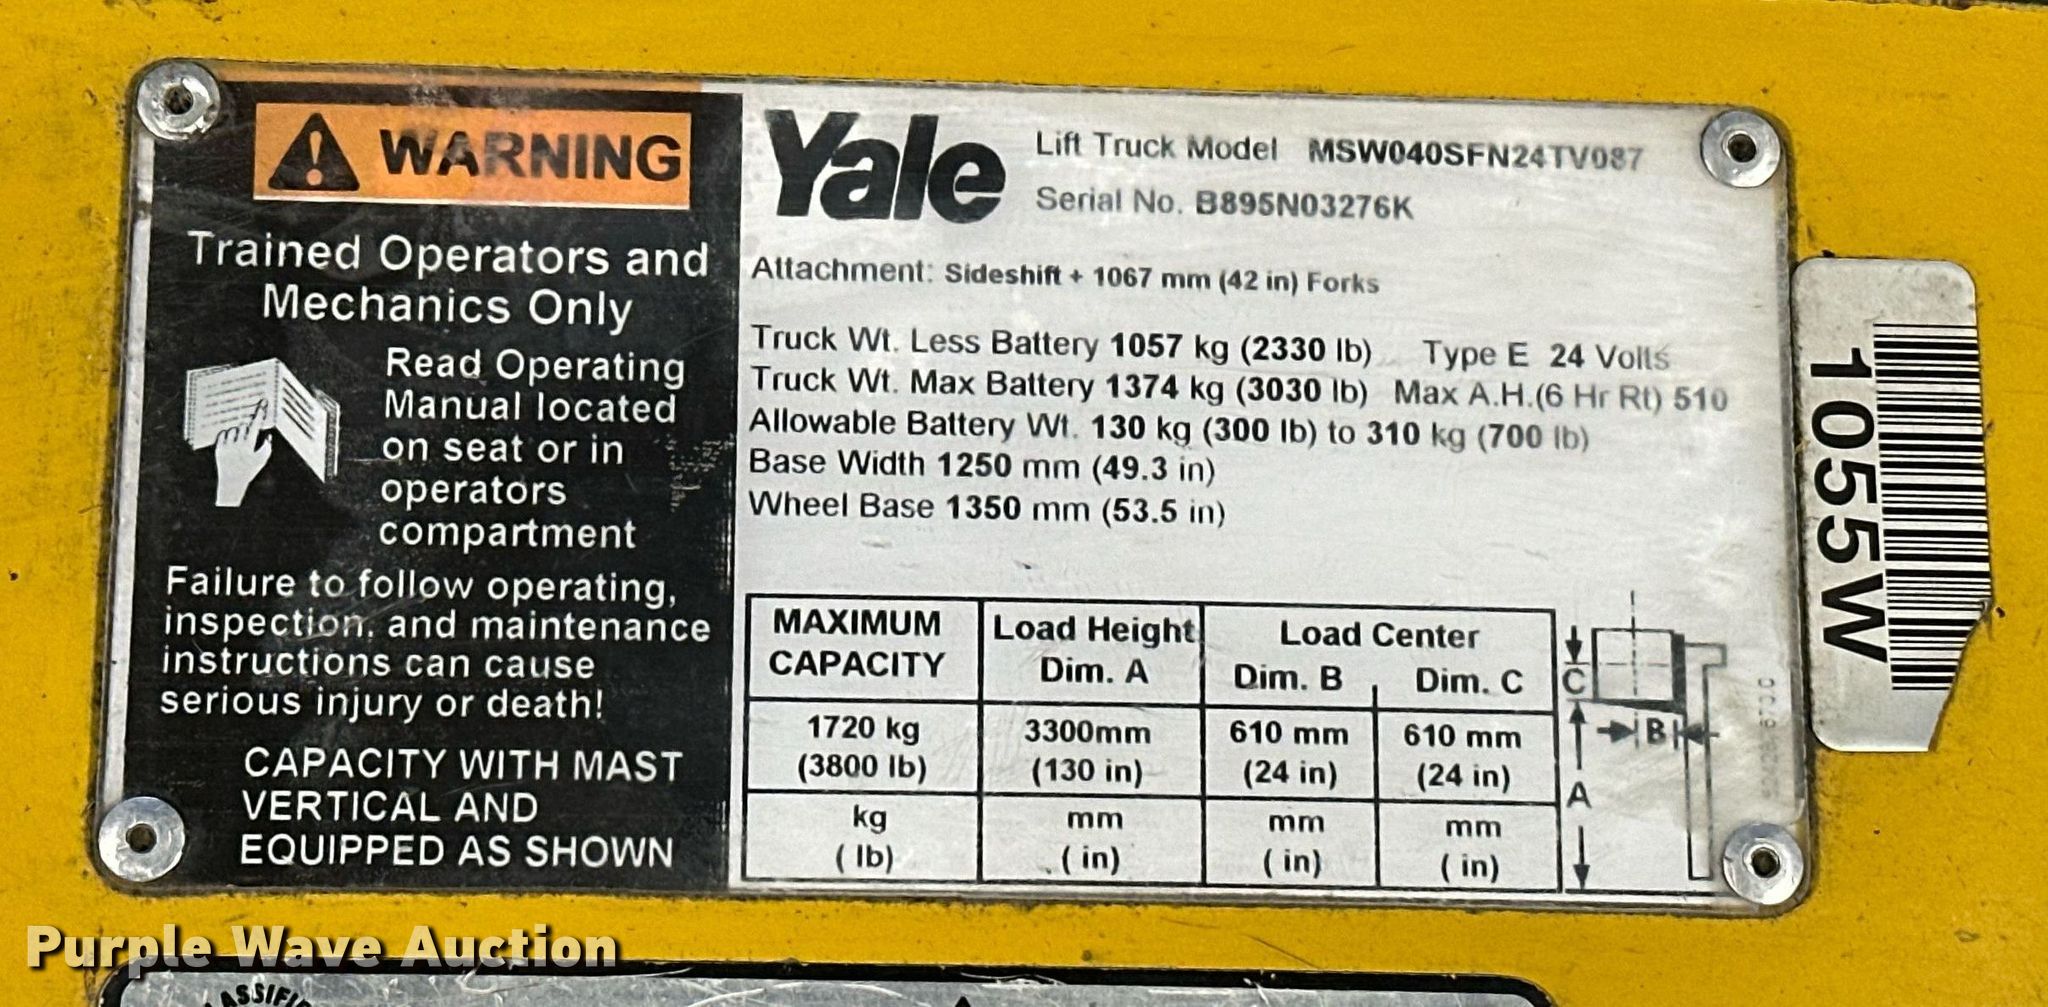 WARNING
Trained Operators and
Mechanics Only
Read Operating
Manual located
on seat or in
operators
compartment
Failure to follow operating,
inspection, and maintenance
instructions can cause
serious injury or death!
CAPACITY WITH MAST
VERTICAL AND
EQUIPPED AS SHOWN
Yale
Lift Truck Model MSW040SFN24TV087
Serial No. B895N03276K
Attachment: Sideshift + 1067 mm (42 in) Forks
Truck Wt. Less Battery 1057 kg (2330 lb) Type E 24 Volts
Truck Wt. Max Battery 1374 kg (3030 lb) Max A.H.(6 Hr Rt) 510
Allowable Battery Wt. 130 kg (300 lb) to 310 kg (700 lb)
Base Width 1250 mm (49.3 in)
Wheel Base 1350 mm (53.5 in)
MAXIMUM CAPACITY
Load Height Dim. A
Load Center
Dim. B Dim. C
1720 kg 3300mm 610 mm 610 mm
(3800 lb) (130 in) (24 in) (24 in)
kg mm mm mm
( lb) ( in) ( in) ( in)
C
B
A
1055W
Purple Wave Auction